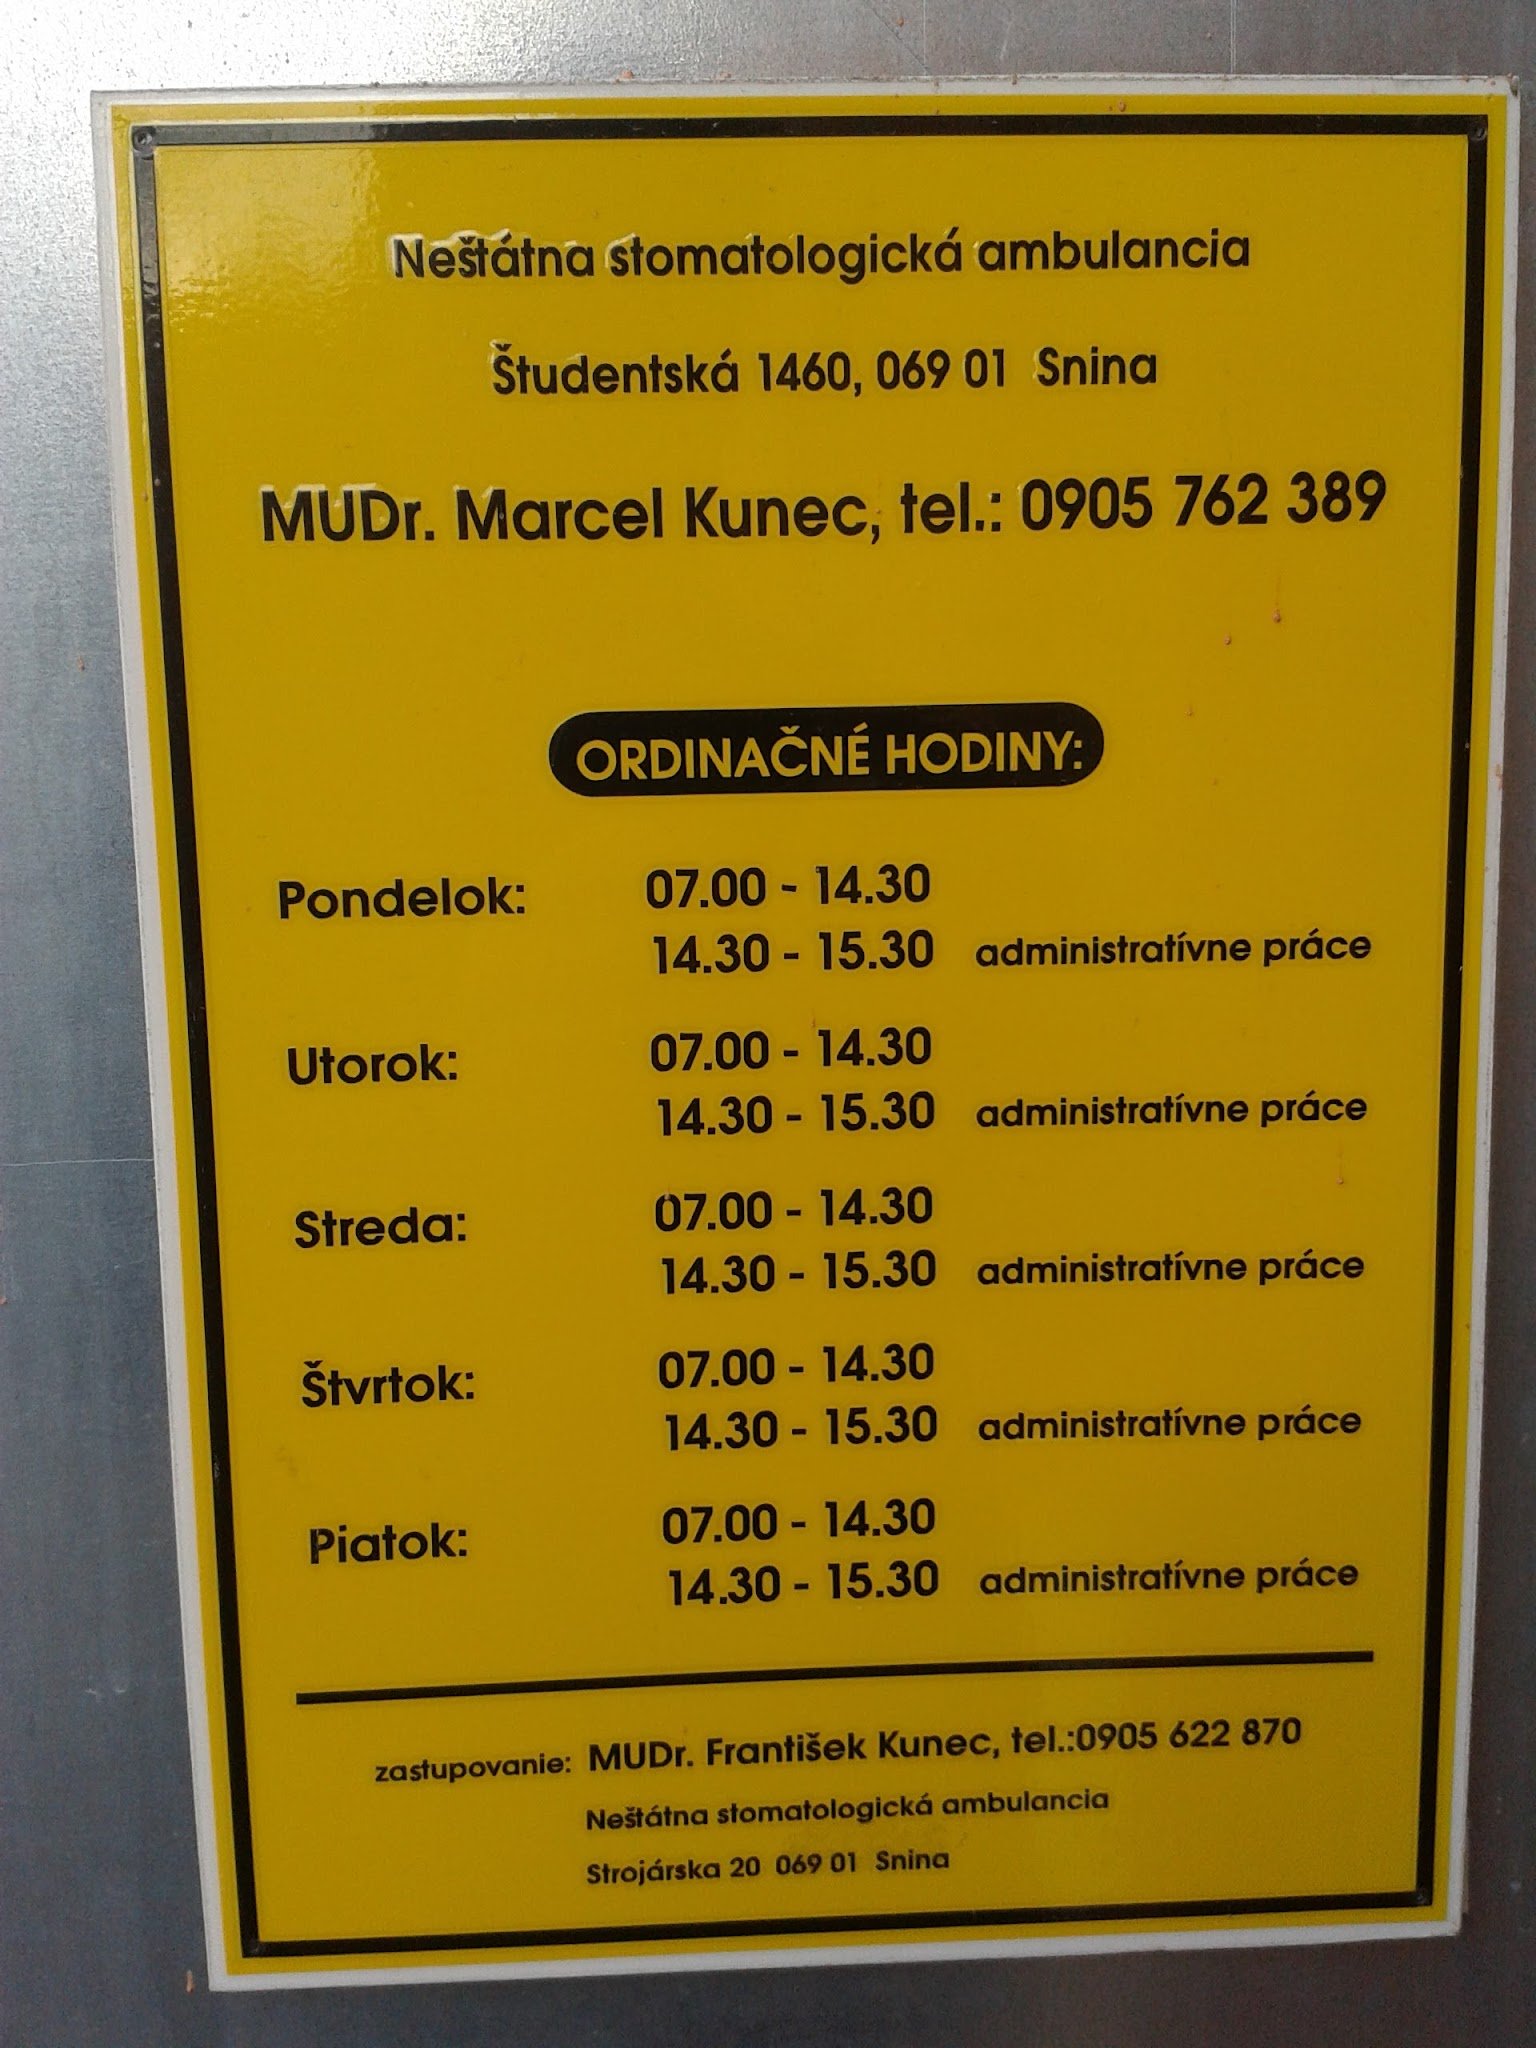 Neštátna stomatologická ambulancia
Študentská 1460, 069 01 Snina
MUDr. Marcel Kunec, tel.: 0905 762 389
ORDINAČNÉ HODINY:
Pondelok: 07.00 - 14.30
14.30 - 15.30 administratívne práce
Utorok: 07.00 - 14.30
14.30 - 15.30 administratívne práce
Streda: 07.00 - 14.30
14.30 - 15.30 administratívne práce
Štvrtok: 07.00 - 14.30
14.30 - 15.30 administratívne práce
Piatok: 07.00 - 14.30
14.30 - 15.30 administratívne práce
zastupovanie: MUDr. František Kunec, tel.:0905 622 870
Neštátna stomatologická ambulancia
Strojárska 20 069 01 Snina